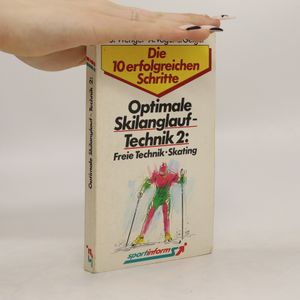 Die
10 erfolgreichen
Schritte
Optimale
Skilanglauf-
Technik 2:
Freie Technik·Skating
sportinform
Optimale Skilanglauf - Technik 2: